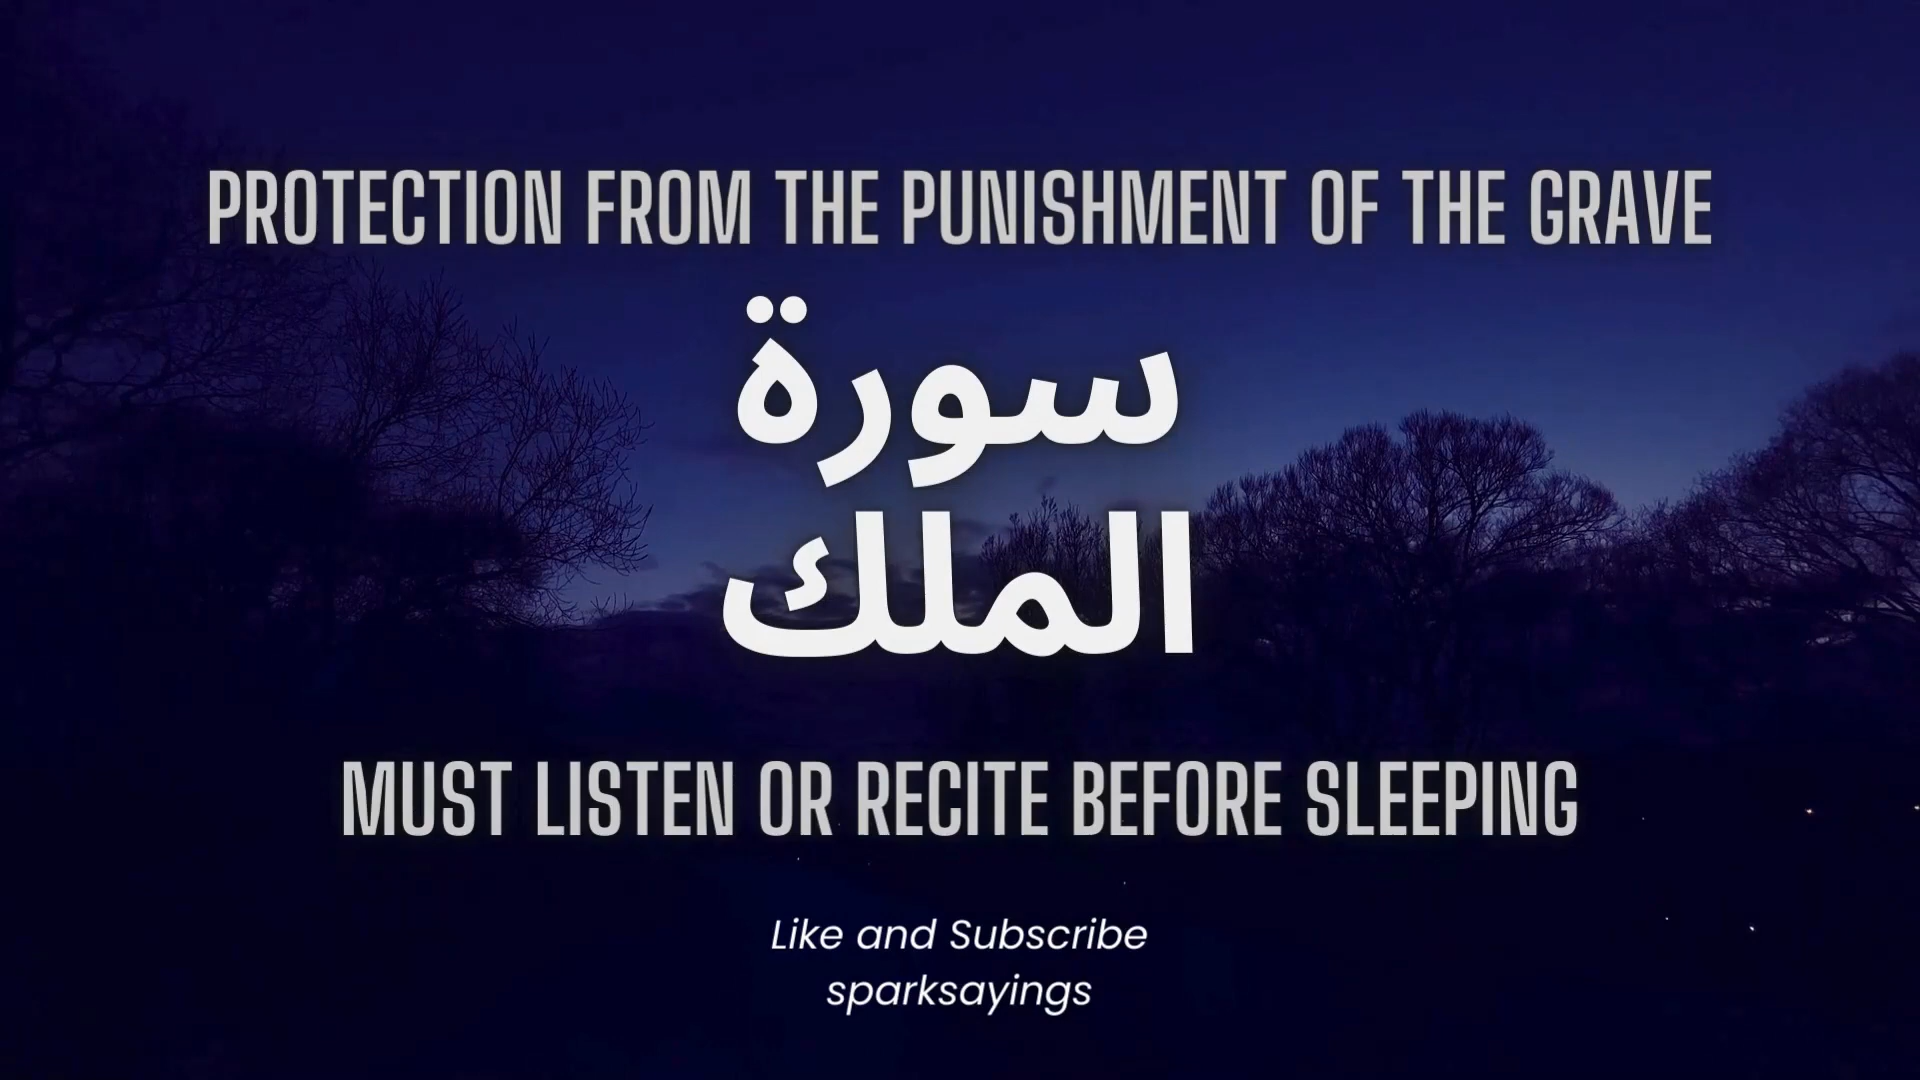 PROTECTION FROM THE PUNISHMENT OF THE GRAVE
سورة
الملك
MUST LISTEN OR RECITE BEFORE SLEEPING
Like and Subscribe
sparksayings